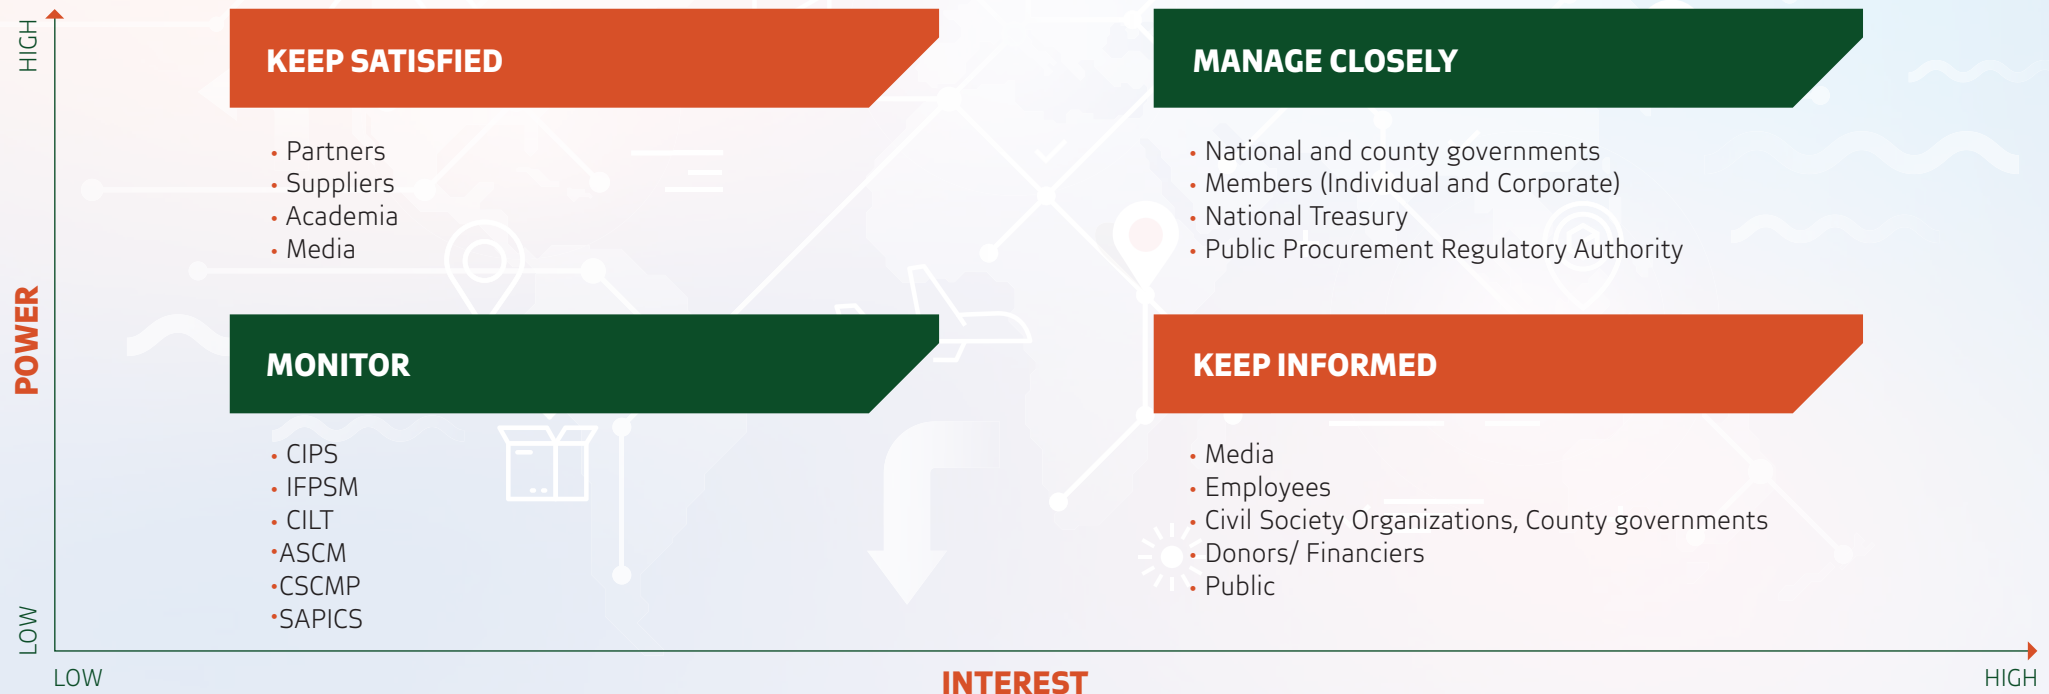 HIGH
KEEP SATISFIED
• Partners
• Suppliers
• Academia
• Media
MANAGE CLOSELY
• National and county governments
• Members (Individual and Corporate)
• National Treasury
• Public Procurement Regulatory Authority
POWER
MONITOR
• CIPS
• IFPSM
• CILT
•ASCM
•CSCMP
•SAPICS
KEEP INFORMED
• Media
• Employees
• Civil Society Organizations, County governments
• Donors/ Financiers
• Public
LOW
LOW
INTEREST
HIGH